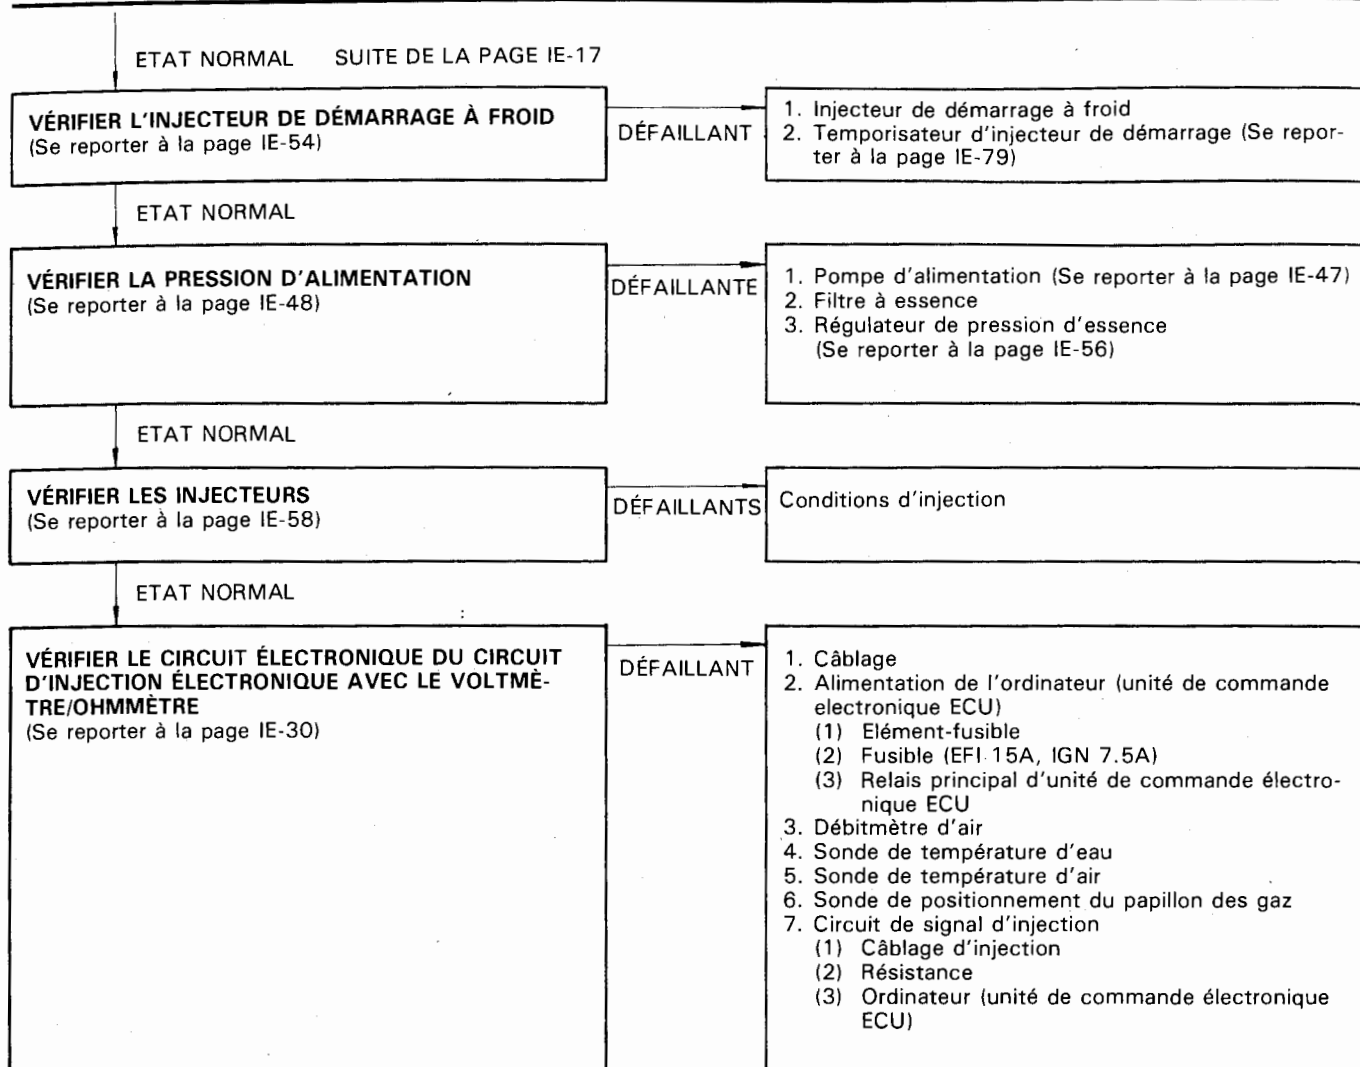 ETAT NORMAL SUITE DE LA PAGE IE-17
VÉRIFIER L'INJECTEUR DE DÉMARRAGE À FROID
(Se reporter à la page IE-54)
DÉFAILLANT
1. Injecteur de démarrage à froid
2. Temporisateur d'injecteur de démarrage (Se repor-
ter à la page IE-79)
ETAT NORMAL
VÉRIFIER LA PRESSION D'ALIMENTATION
(Se reporter à la page IE-48)
DÉFAILLANTE
1. Pompe d'alimentation (Se reporter à la page IE-47)
2. Filtre à essence
3. Régulateur de pression d'essence
(Se reporter à la page IE-56)
ETAT NORMAL
VÉRIFIER LES INJECTEURS
(Se reporter à la page IE-58)
DÉFAILLANTS
Conditions d'injection
ETAT NORMAL
VÉRIFIER LE CIRCUIT ÉLECTRONIQUE DU CIRCUIT
D'INJECTION ÉLECTRONIQUE AVEC LE VOLTMÈ-
TRE/OHMMÈTRE
(Se reporter à la page IE-30)
DÉFAILLANT
1. Câblage
2. Alimentation de l'ordinateur (unité de commande
electronique ECU)
(1) Elément-fusible
(2) Fusible (EFI 15A, IGN 7.5A)
(3) Relais principal d'unité de commande électro-
nique ECU
3. Débitmètre d'air
4. Sonde de température d'eau
5. Sonde de température d'air
6. Sonde de positionnement du papillon des gaz
7. Circuit de signal d'injection
(1) Câblage d'injection
(2) Résistance
(3) Ordinateur (unité de commande électronique
ECU)